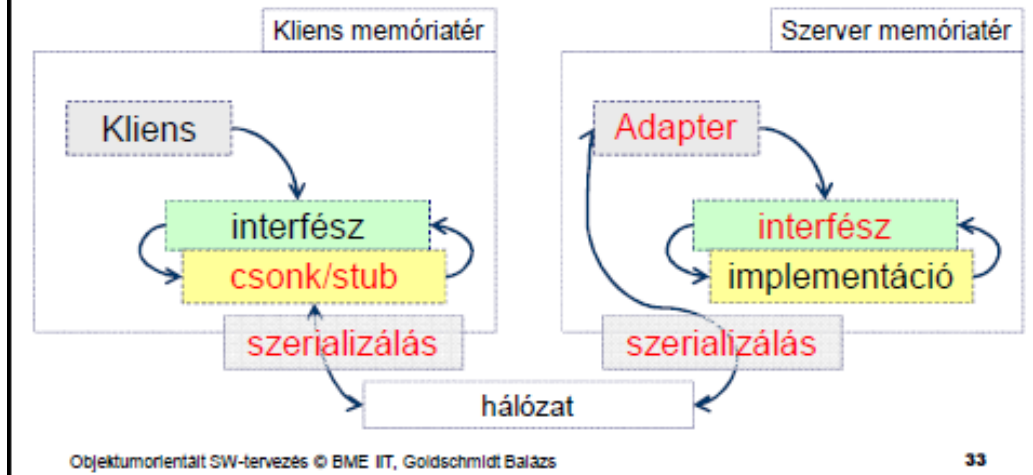 Kliens memóriatér
Szerver memóriatér
Kliens
Adapter
interfész
interfész
csonk/stub
implementáció
szerializálás
szerializálás
hálózat
Objektumorientált SW-tervezés © BME IIT, Goldschmidt Balázs
33